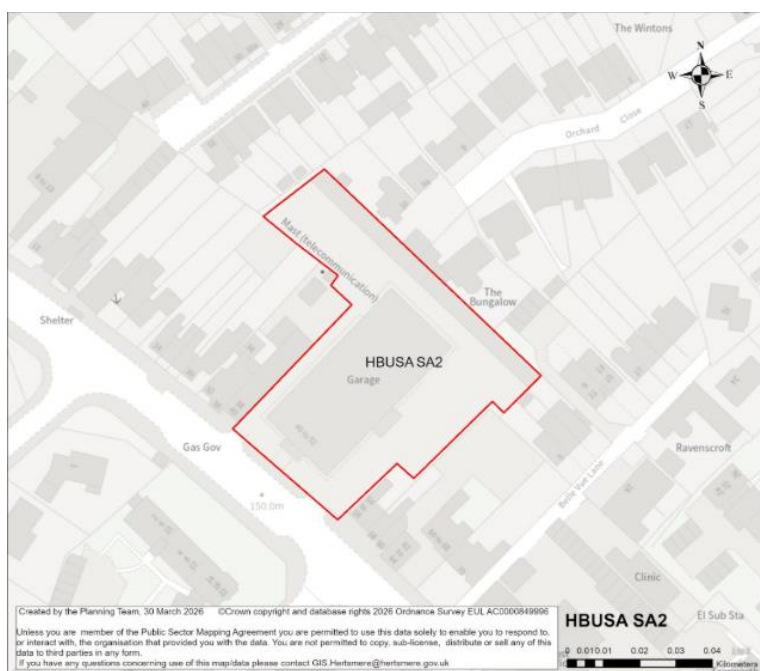 The Wintons
N
W E
S
Orchard Close
Mast (telecommunication)
The
Bungalow
Shelter
HBUSA SA2
Garage
Gas Gov
Ravenscroft
Belle Vue Lane
150.0m
Clinic
El Sub Sta
Created by the Planning Team, 30 March 2026 ©Crown copyright and database rights 2026 Ordnance Survey EUL AC0000849996
Unless you are member of the Public Sector Mapping Agreement you are permitted to use this data solely to enable you to respond to,
or interact with, the organisation that provided you with the data. You are not permitted to copy, sub-license, distribute or sell any of this
data to third parties in any form.
If you have any questions concerning use of this map/data please contact GIS.Hertsmere@hertsmere.gov.uk
HBUSA SA2
0 0.010.01 0.02 0.03 0.04
Kilometers